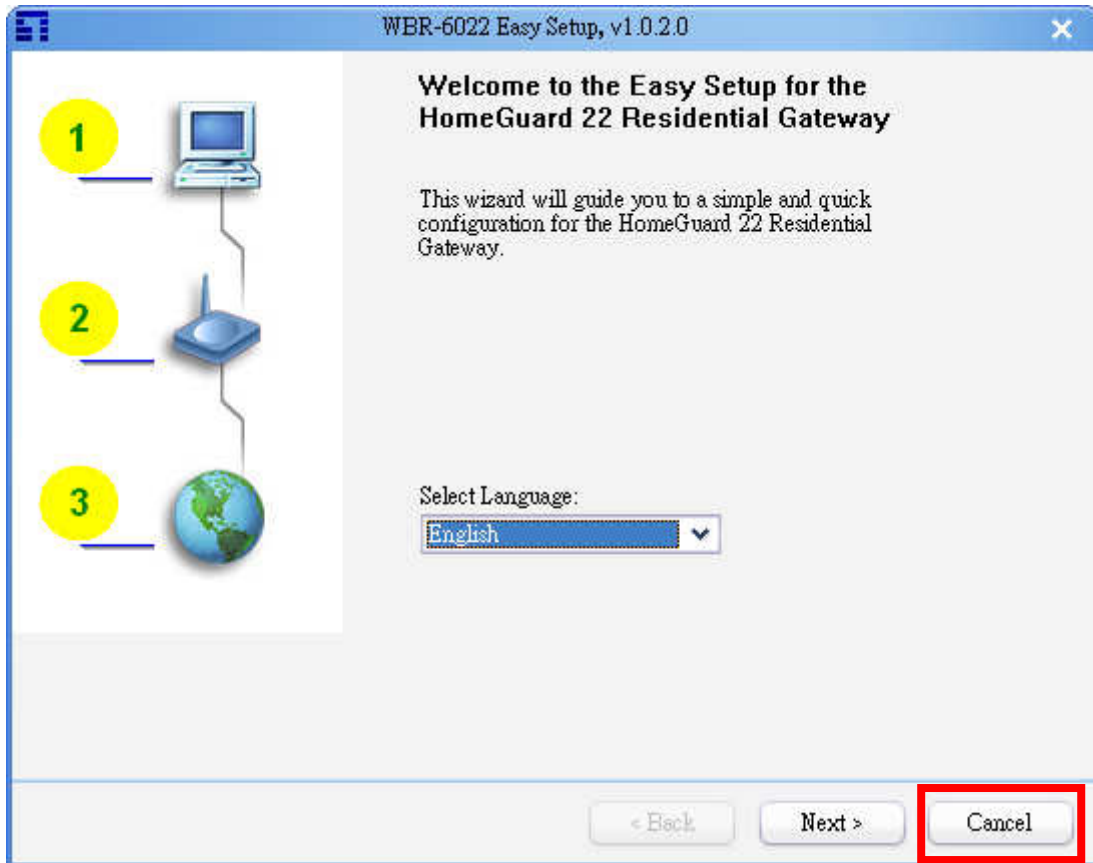 WBR-6022 Easy Setup, v1.0.2.0
Welcome to the Easy Setup for the
HomeGuard 22 Residential Gateway
This wizard will guide you to a simple and quick
configuration for the HomeGuard 22 Residential
Gateway.
1
2
3
Select Language:
English
< Back
Next >
Cancel